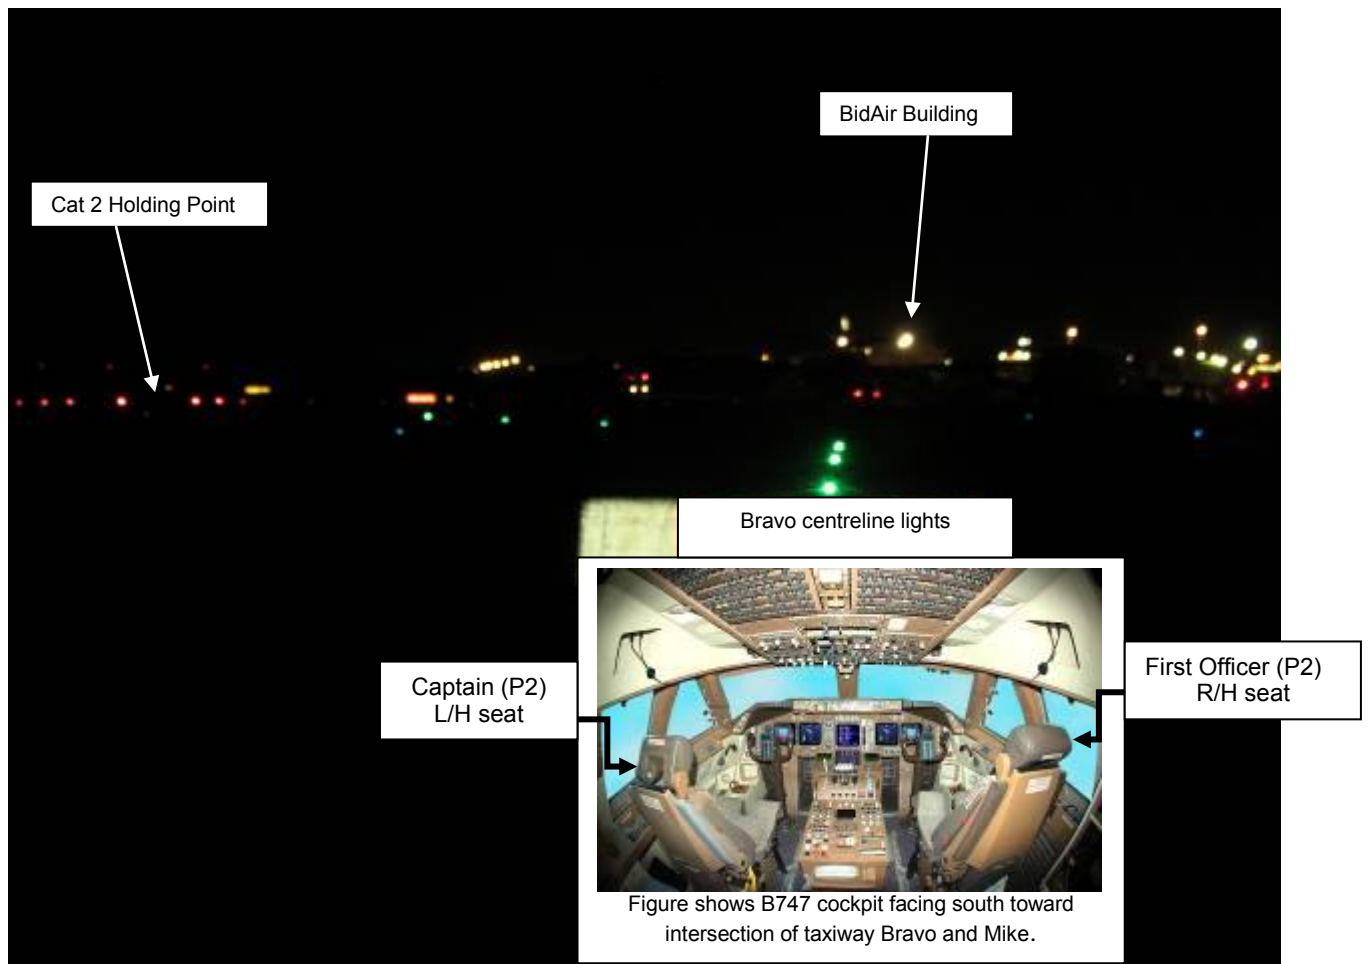 BidAir Building
Cat 2 Holding Point
Bravo centreline lights
Captain (P2)
L/H seat
First Officer (P2)
R/H seat
Figure shows B747 cockpit facing south toward
intersection of taxiway Bravo and Mike.